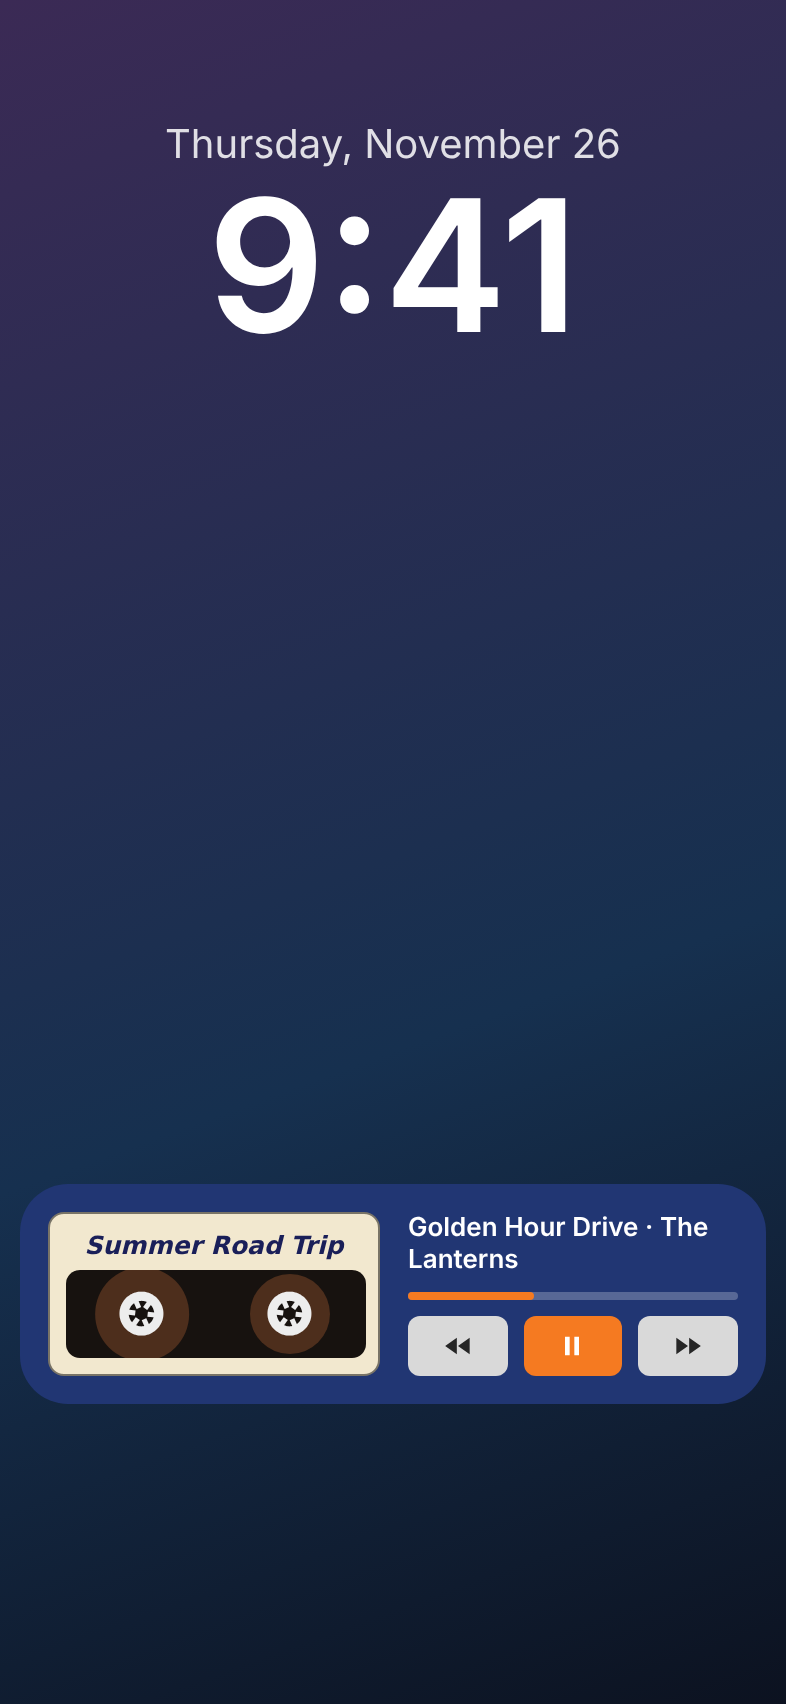 Thursday, November 26
9:41
Summer Road Trip
Golden Hour Drive · The
Lanterns